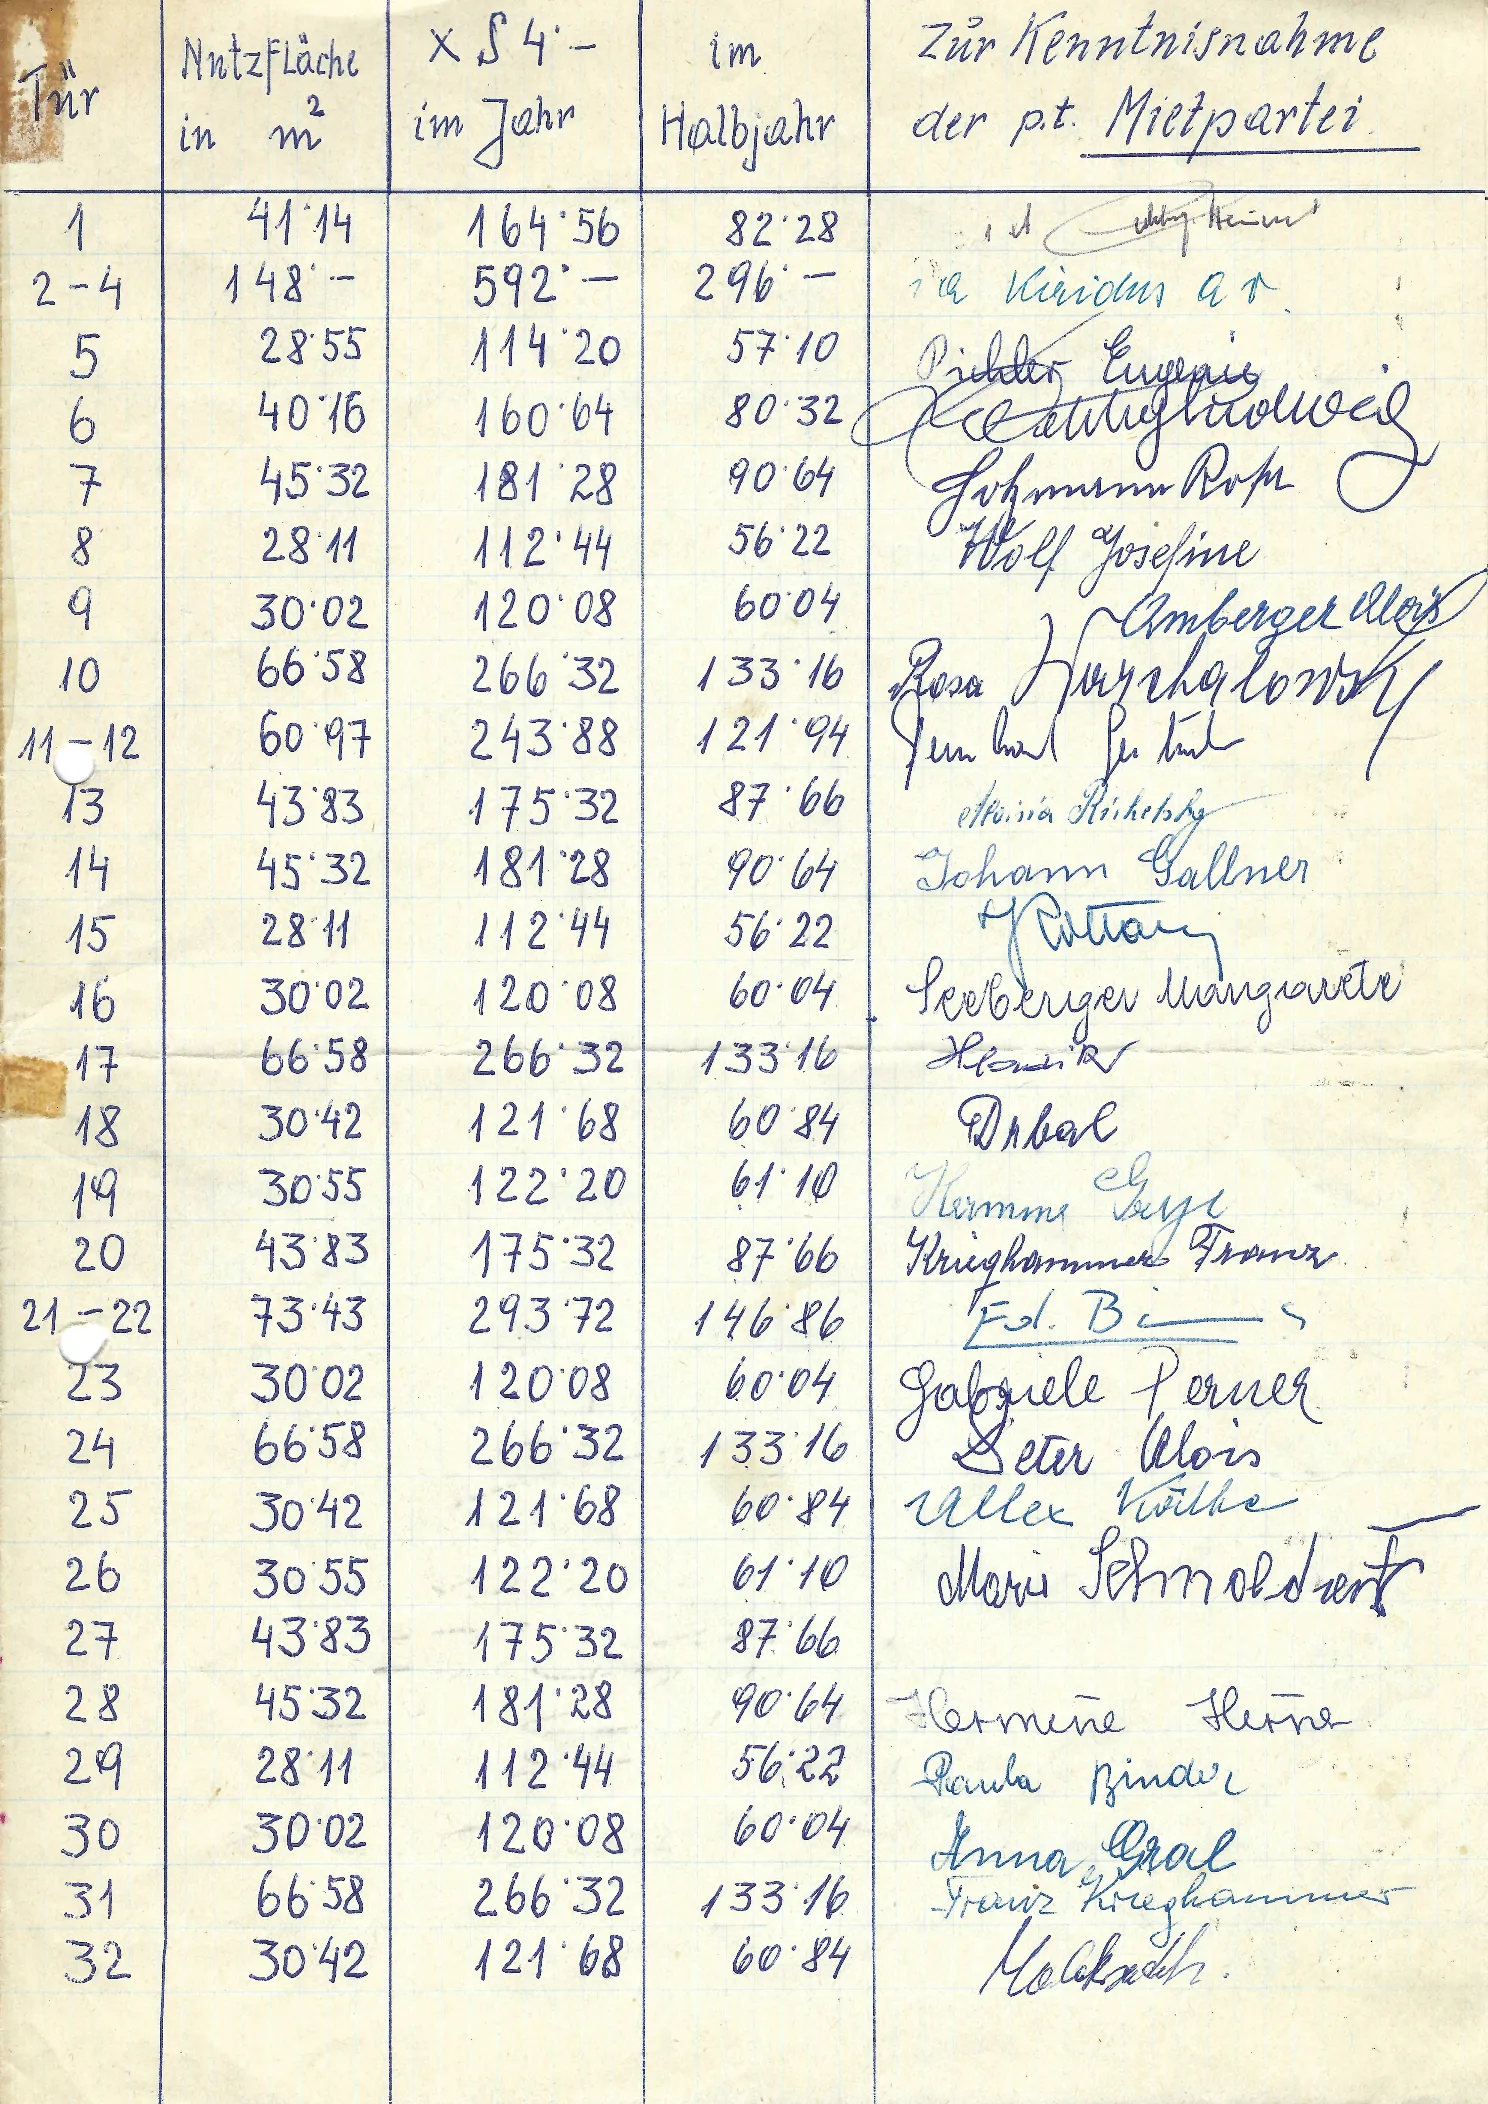 Tür Nutzfläche in m² X S 4·– im Jahr im Halbjahr Zur Kenntnisnahme der p.t. Mietpartei
1 41·14 164·56 82·28
2-4 148·– 592·– 296·–
5 28·55 114·20 57·10 Pichler Eugenie
6 40·16 160·64 80·32 Ludwig
7 45·32 181·28 90·64
8 28·11 112·44 56·22 Wolf Josefine
9 30·02 120·08 60·04 Amberger Alois
10 66·58 266·32 133·16 Rosa Warchalowsky
11-12 60·97 243·88 121·94
13 43·83 175·32 87·66
14 45·32 181·28 90·64 Johann Gallner
15 28·11 112·44 56·22
16 30·02 120·08 60·04 Seeberger Margarete
17 66·58 266·32 133·16
18 30·42 121·68 60·84 Drbal
19 30·55 122·20 61·10
20 43·83 175·32 87·66 Krieghammer Franz
21-22 73·43 293·72 146·86 Ed.
23 30·02 120·08 60·04 Gabriele Perner
24 66·58 266·32 133·16 Alois
25 30·42 121·68 60·84 Käthe
26 30·55 122·20 61·10 Marie
27 43·83 175·32 87·66
28 45·32 181·28 90·64 Hermine
29 28·11 112·44 56·22 Paula Binder
30 30·02 120·08 60·04 Anna Gral
31 66·58 266·32 133·16 Franz Krieghammer
32 30·42 121·68 60·84